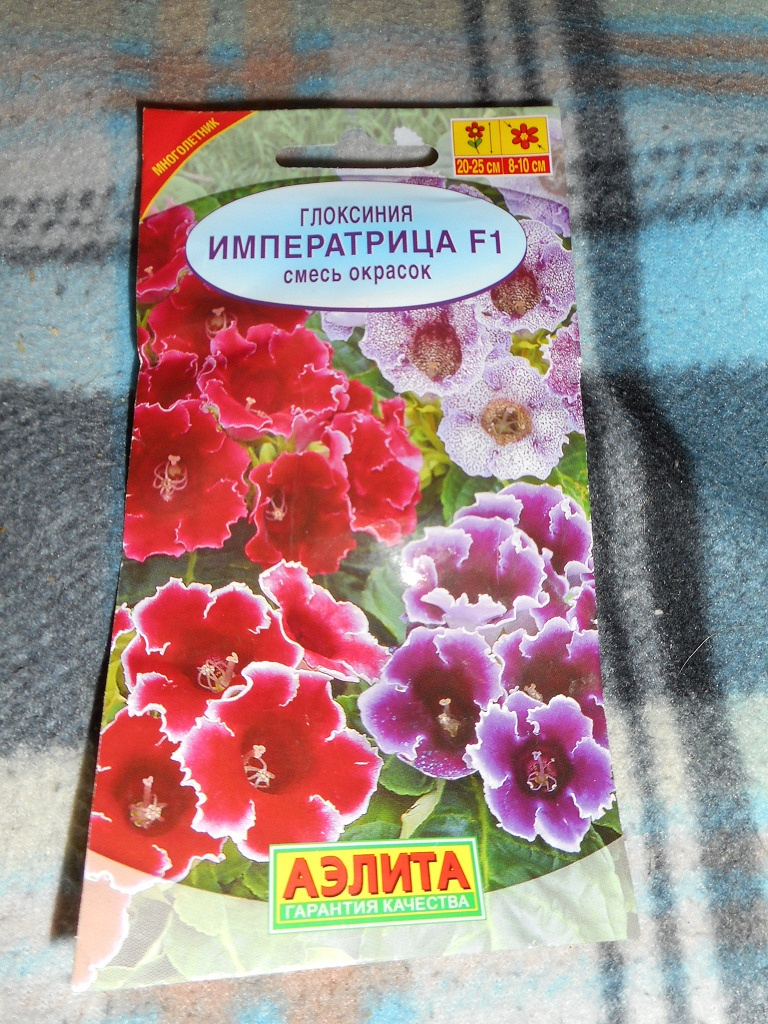 МНОГОЛЕТНИК
20-25 см 8-10 см
ГЛОКСИНИЯ
ИМПЕРАТРИЦА F1
смесь окрасок
АЭЛИТА
ГАРАНТИЯ КАЧЕСТВА